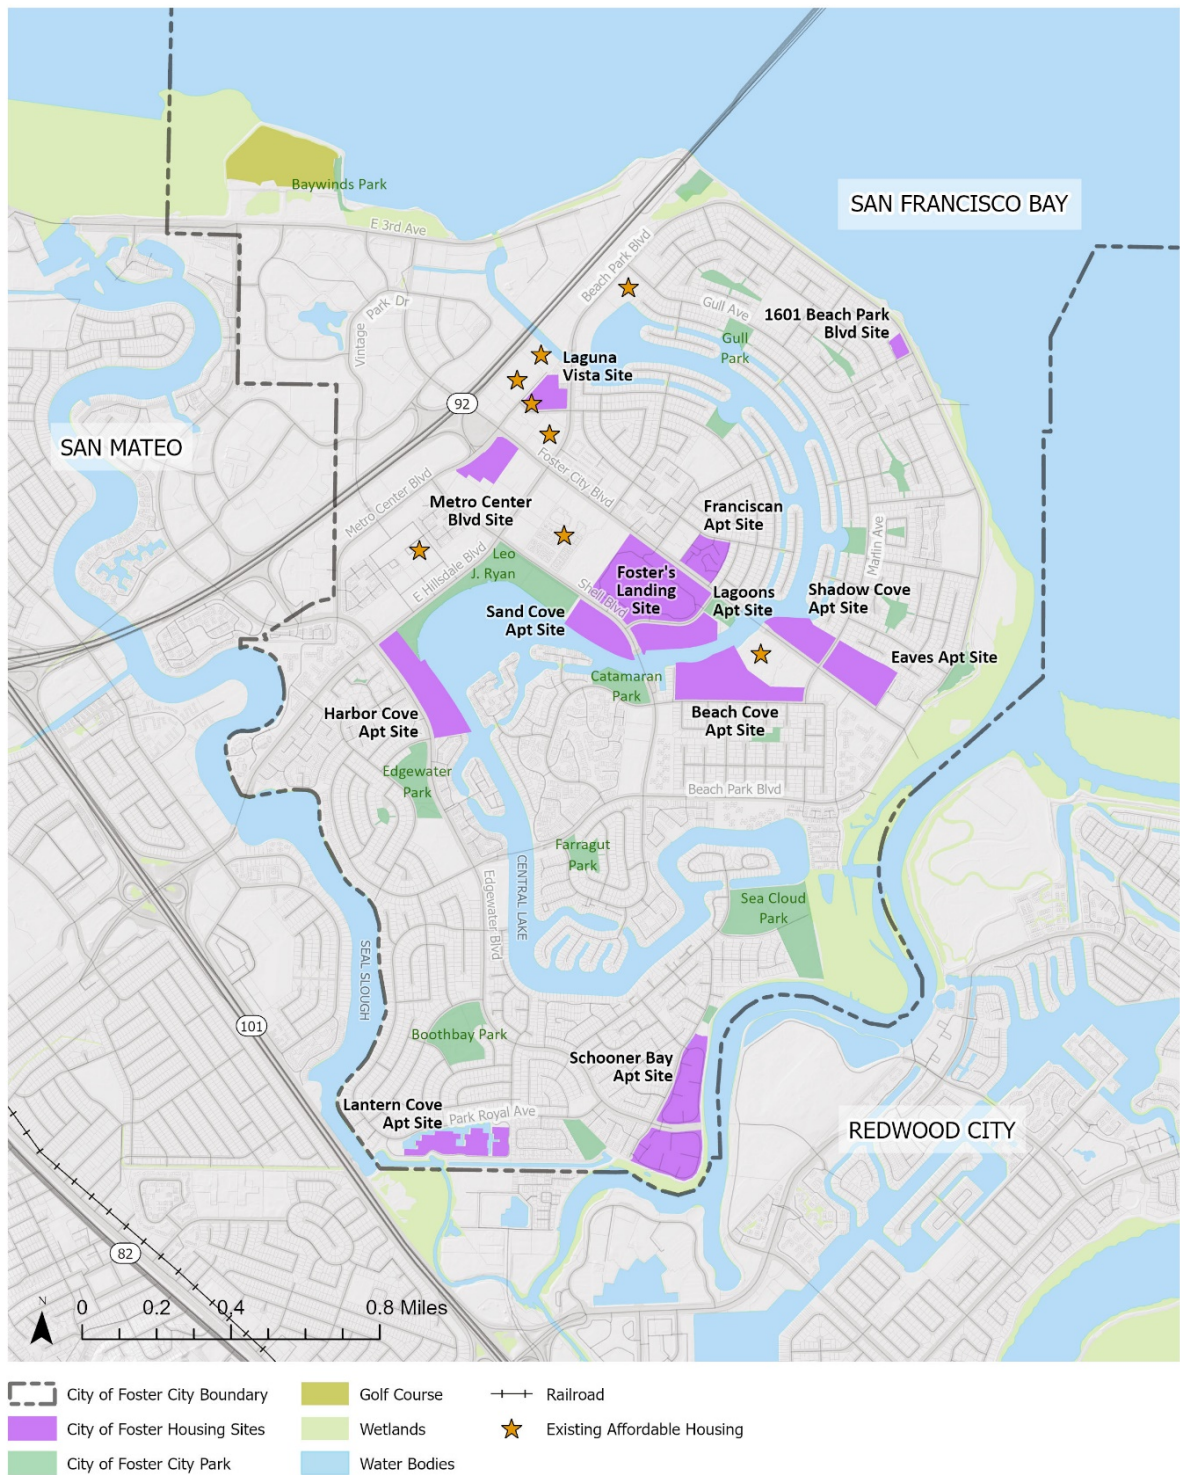 Baywinds Park
E 3rd Ave
SAN FRANCISCO BAY
Beach Park Blvd
Gull Ave
1601 Beach Park
Blvd Site
Vintage
Park Dr
Gull
Park
Laguna
Vista Site
92
SAN MATEO
Foster City Blvd
Metro Center Blvd
Metro Center
Blvd Site
Franciscan
Apt Site
Marlin Ave
E Hillsdale Blvd
Leo
J. Ryan
Foster's
Landing
Site
Shell Blvd
Lagoons
Apt Site
Shadow Cove
Apt Site
Sand Cove
Apt Site
Eaves Apt Site
Catamaran
Park
Harbor Cove
Apt Site
Beach Cove
Apt Site
Edgewater
Park
Beach Park Blvd
Farragut
Park
CENTRAL LAKE
Edgewater Blvd
Sea Cloud
Park
SEAL SLOUGH
101
Boothbay Park
Schooner Bay
Apt Site
Lantern Cove
Apt Site
Park Royal Ave
REDWOOD CITY
82
N
0 0.2 0.4 0.8 Miles
City of Foster City Boundary
Golf Course
Railroad
City of Foster Housing Sites
Wetlands
Existing Affordable Housing
City of Foster City Park
Water Bodies